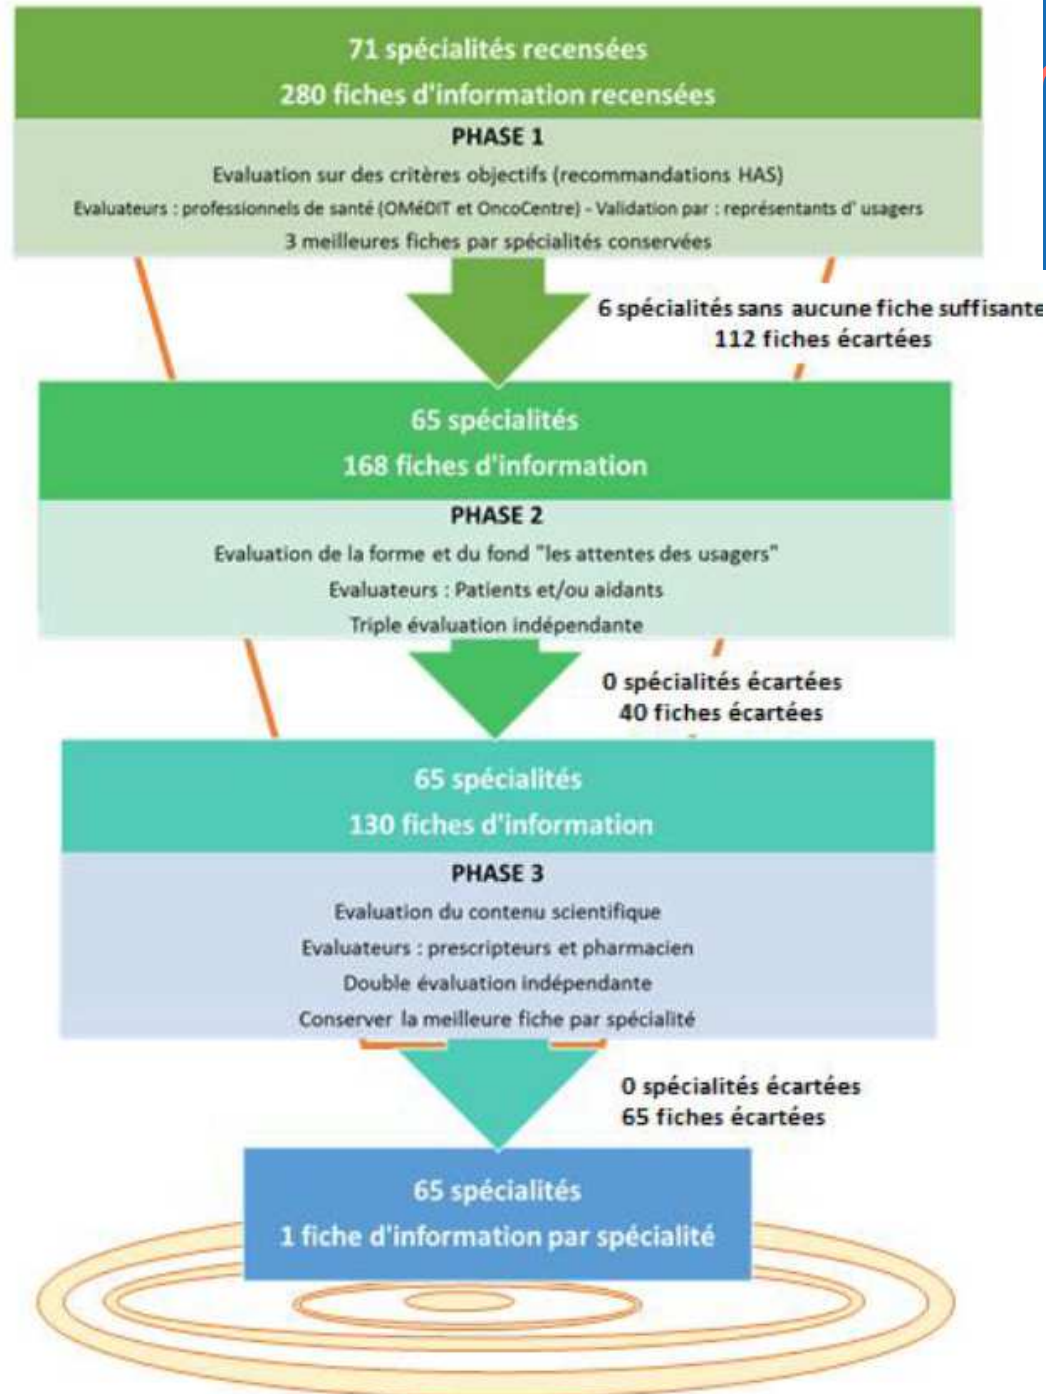 71 spécialités recensées
280 fiches d'information recensées
PHASE 1
Evaluation sur des critères objectifs (recommandations HAS)
Evaluateurs : professionnels de santé (OMéDIT et OncoCentre) - Validation par : représentants d' usagers
3 meilleures fiches par spécialités conservées
6 spécialités sans aucune fiche suffisante
112 fiches écartées
65 spécialités
168 fiches d'information
PHASE 2
Evaluation de la forme et du fond "les attentes des usagers"
Evaluateurs : Patients et/ou aidants
Triple évaluation indépendante
0 spécialités écartées
40 fiches écartées
65 spécialités
130 fiches d'information
PHASE 3
Evaluation du contenu scientifique
Evaluateurs : prescripteurs et pharmacien
Double évaluation indépendante
Conserver la meilleure fiche par spécialité
0 spécialités écartées
65 fiches écartées
65 spécialités
1 fiche d'information par spécialité